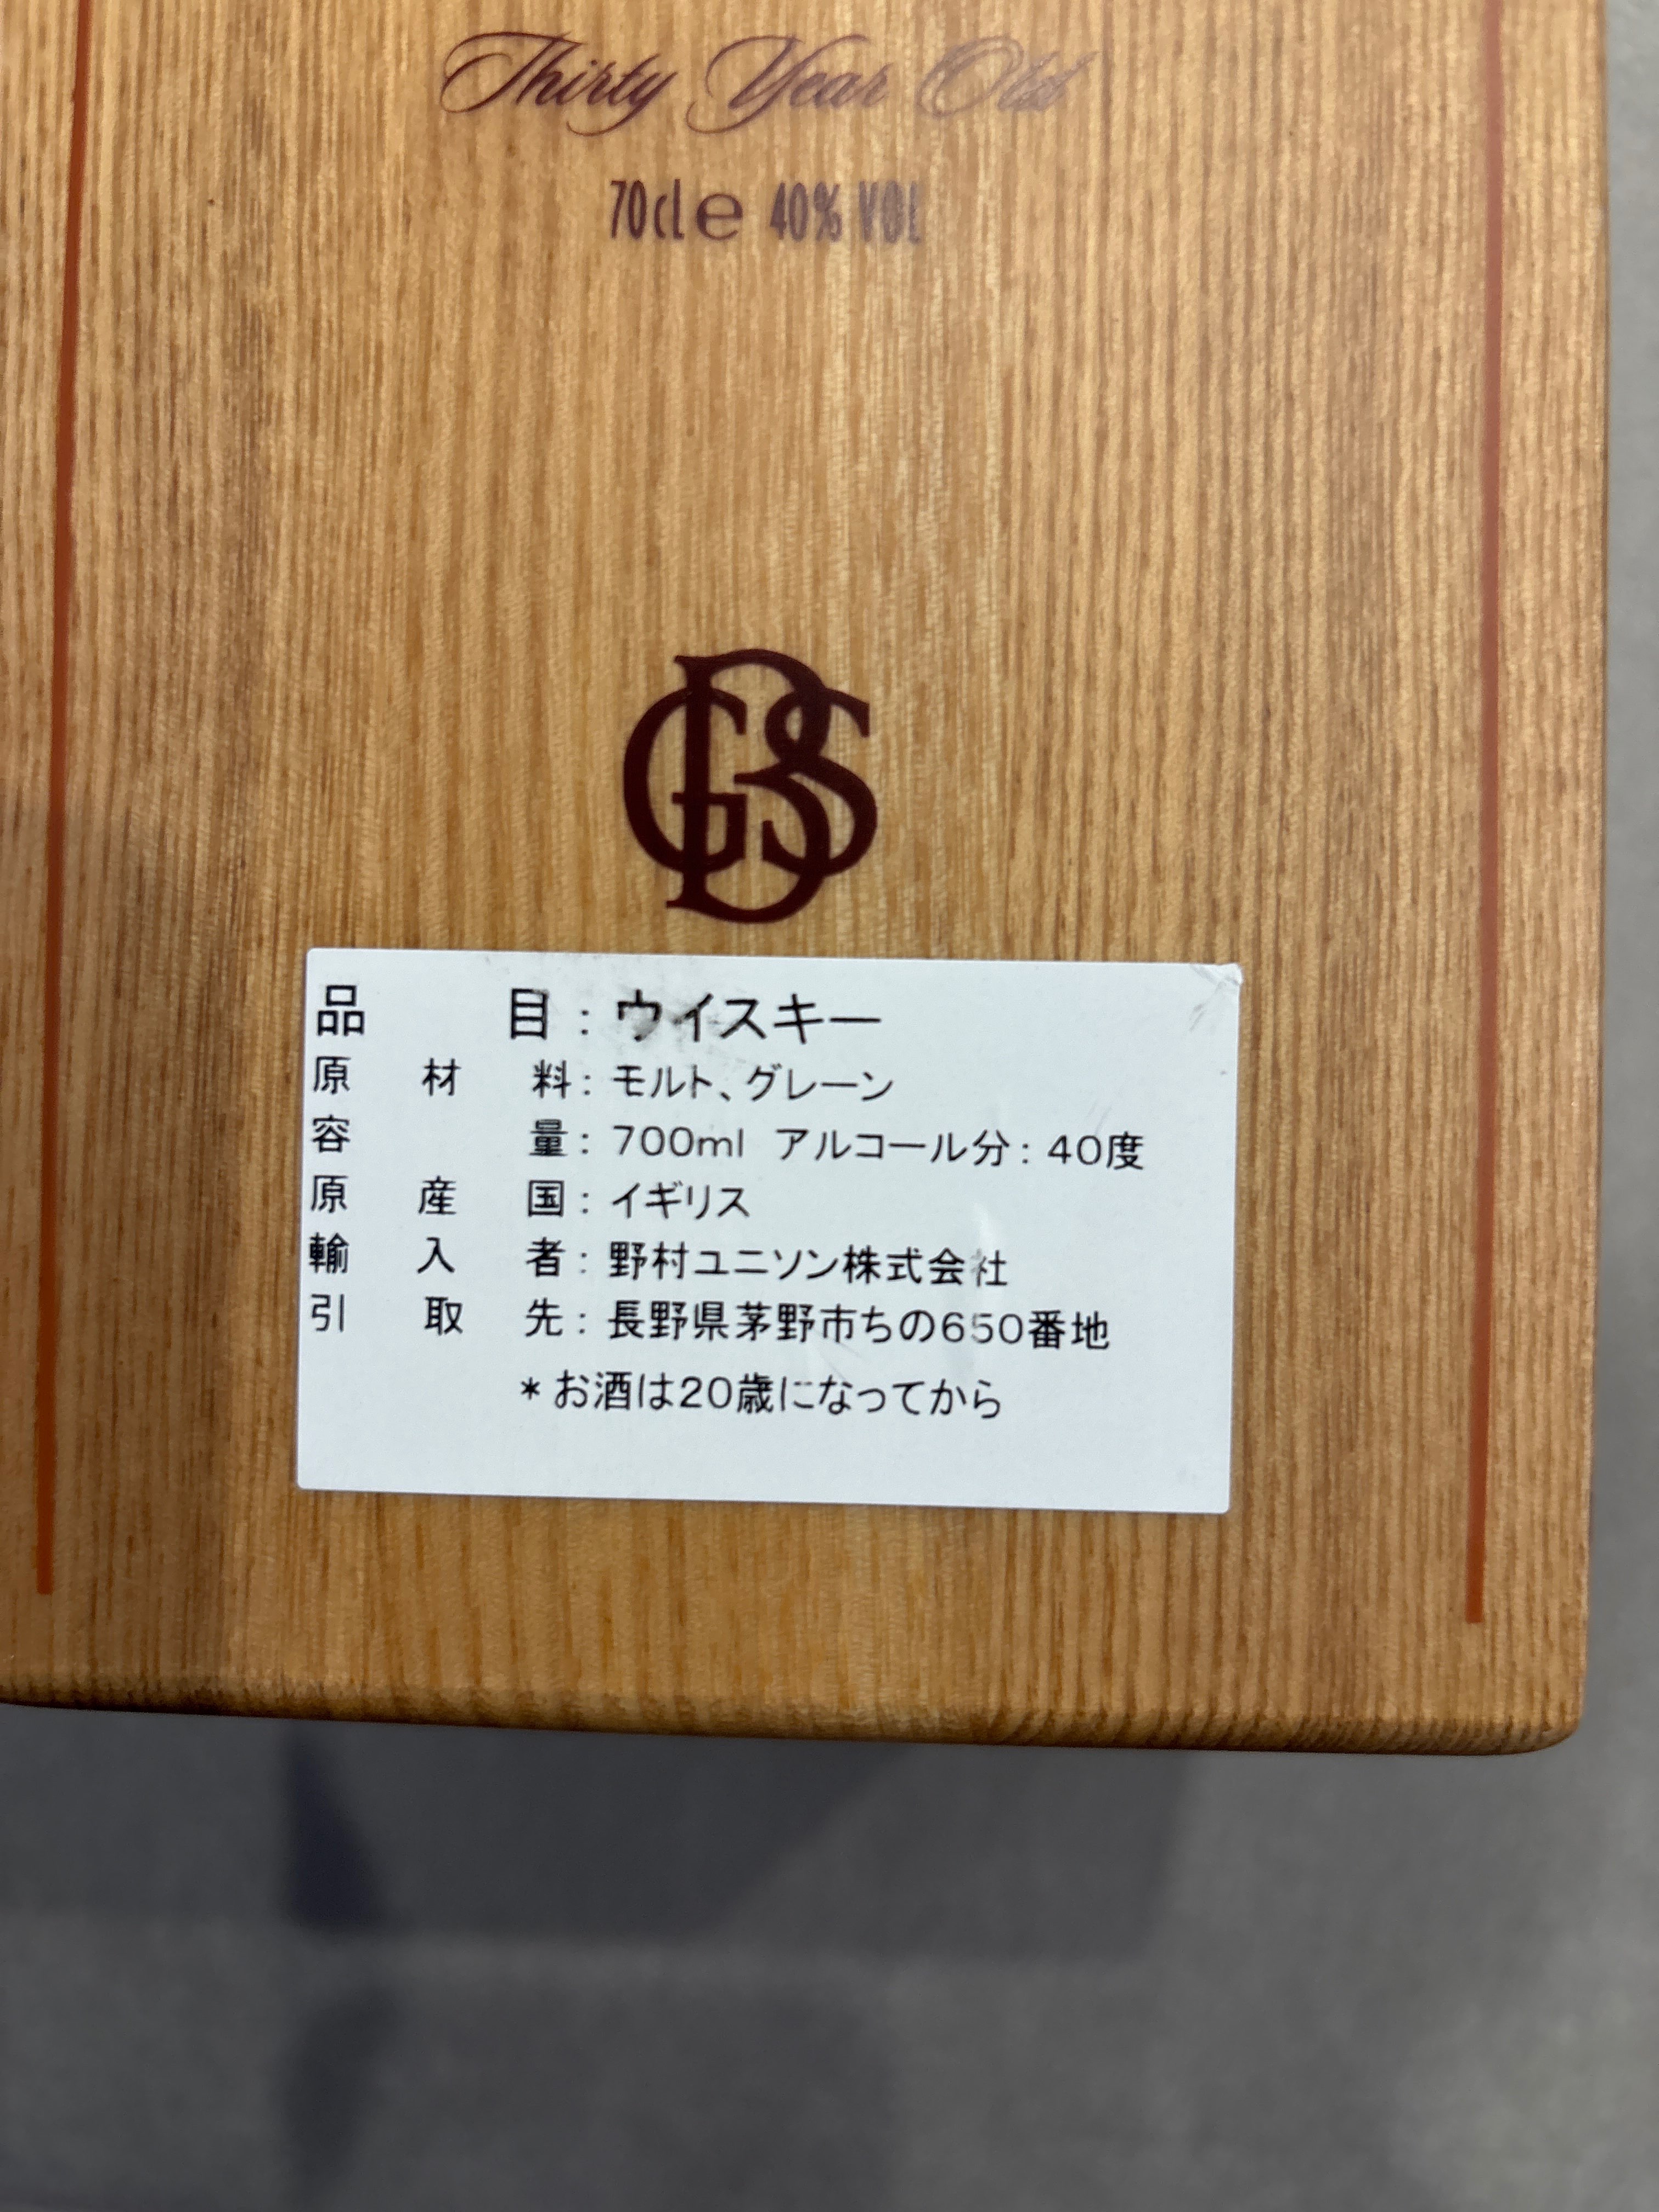 Thirty Year Old
70cl e 40% VOL
品目:ウイスキー
原材料:モルト、グレーン
容量:700ml アルコール分:40度
原産国:イギリス
輸入者:野村ユニソン株式会社
引取先:長野県茅野市ちの650番地
*お酒は20歳になってから